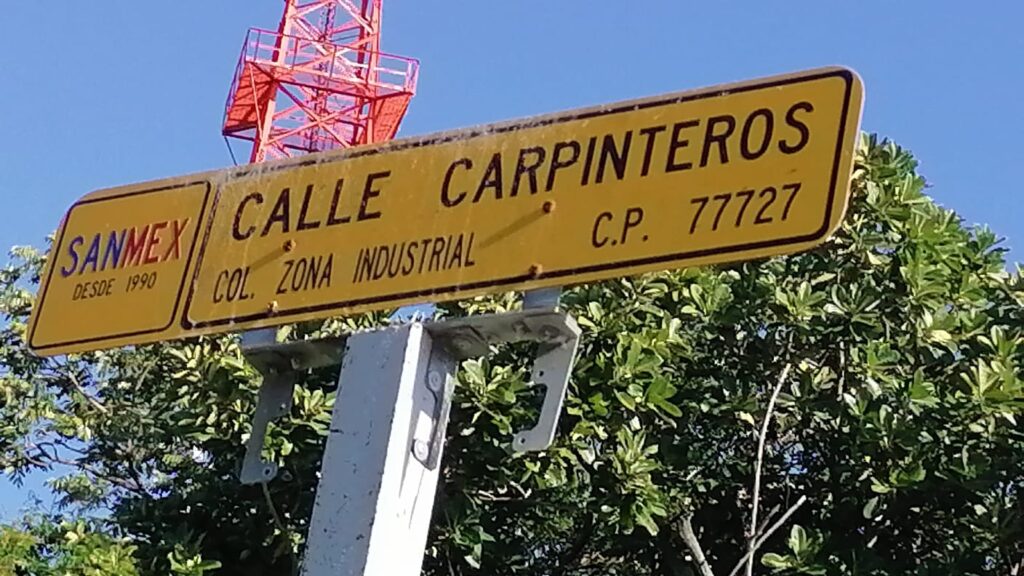 SANMEX
DESDE 1990
CALLE CARPINTEROS
COL. ZONA INDUSTRIAL C.P. 77727